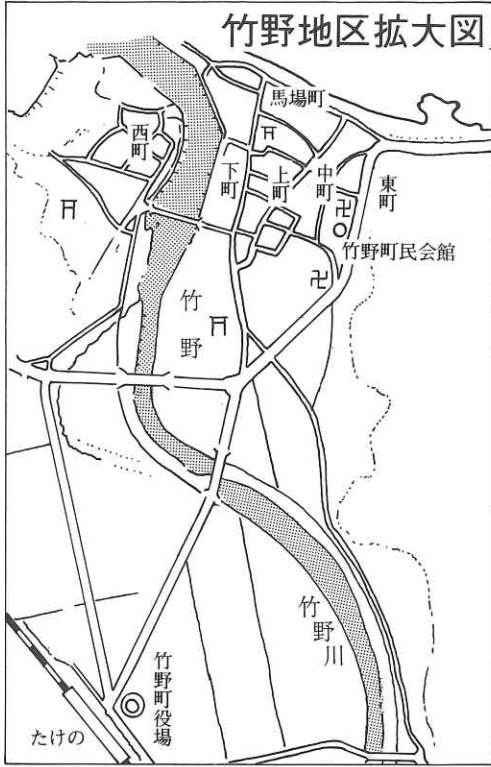 竹野地区拡大図
馬場町
西町
下町
上町
中町
東町
竹野町民会館
竹野
竹野川
竹野町役場
たけの